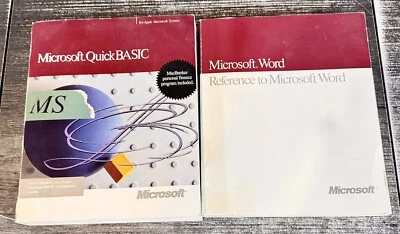 For Apple Macintosh Systems
Microsoft QuickBASIC
MacBanker
personal finance
program included.
MS
Microsoft
Microsoft Word
Reference to Microsoft Word
Microsoft